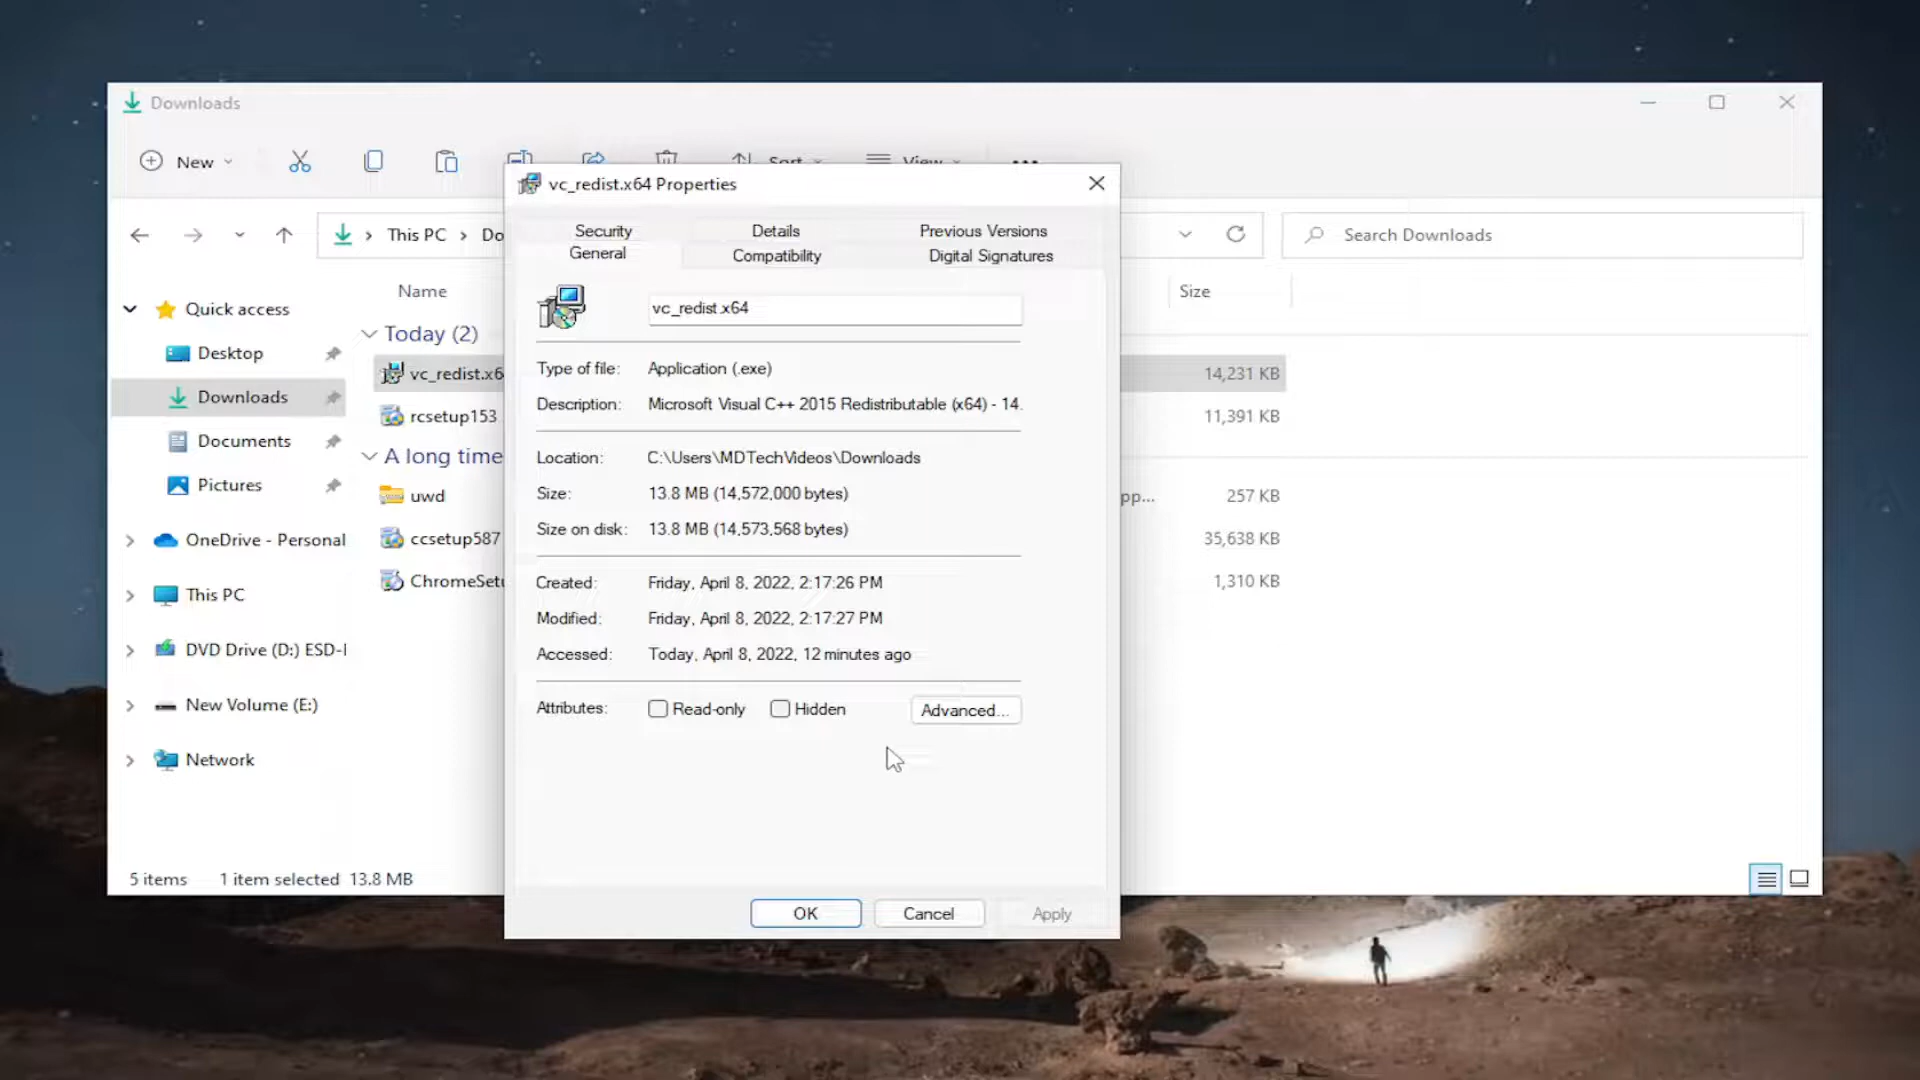 Downloads
New
Sort
View
This PC
Do
Search Downloads
Name
Size
Quick access
Desktop
Downloads
Documents
Pictures
OneDrive - Personal
This PC
DVD Drive (D:) ESD-I
New Volume (E:)
Network
Today (2)
vc_redist.x6
14,231 KB
rcsetup153
11,391 KB
A long time
uwd
pp...
257 KB
ccsetup587
35,638 KB
ChromeSetu
1,310 KB
5 items
1 item selected 13.8 MB
vc_redist.x64 Properties
Security
Details
Previous Versions
General
Compatibility
Digital Signatures
vc_redist.x64
Type of file: Application (.exe)
Description: Microsoft Visual C++ 2015 Redistributable (x64) - 14.
Location: C:\Users\MDTechVideos\Downloads
Size: 13.8 MB (14,572,000 bytes)
Size on disk: 13.8 MB (14,573,568 bytes)
Created: Friday, April 8, 2022, 2:17:26 PM
Modified: Friday, April 8, 2022, 2:17:27 PM
Accessed: Today, April 8, 2022, 12 minutes ago
Attributes: Read-only Hidden Advanced...
OK
Cancel
Apply